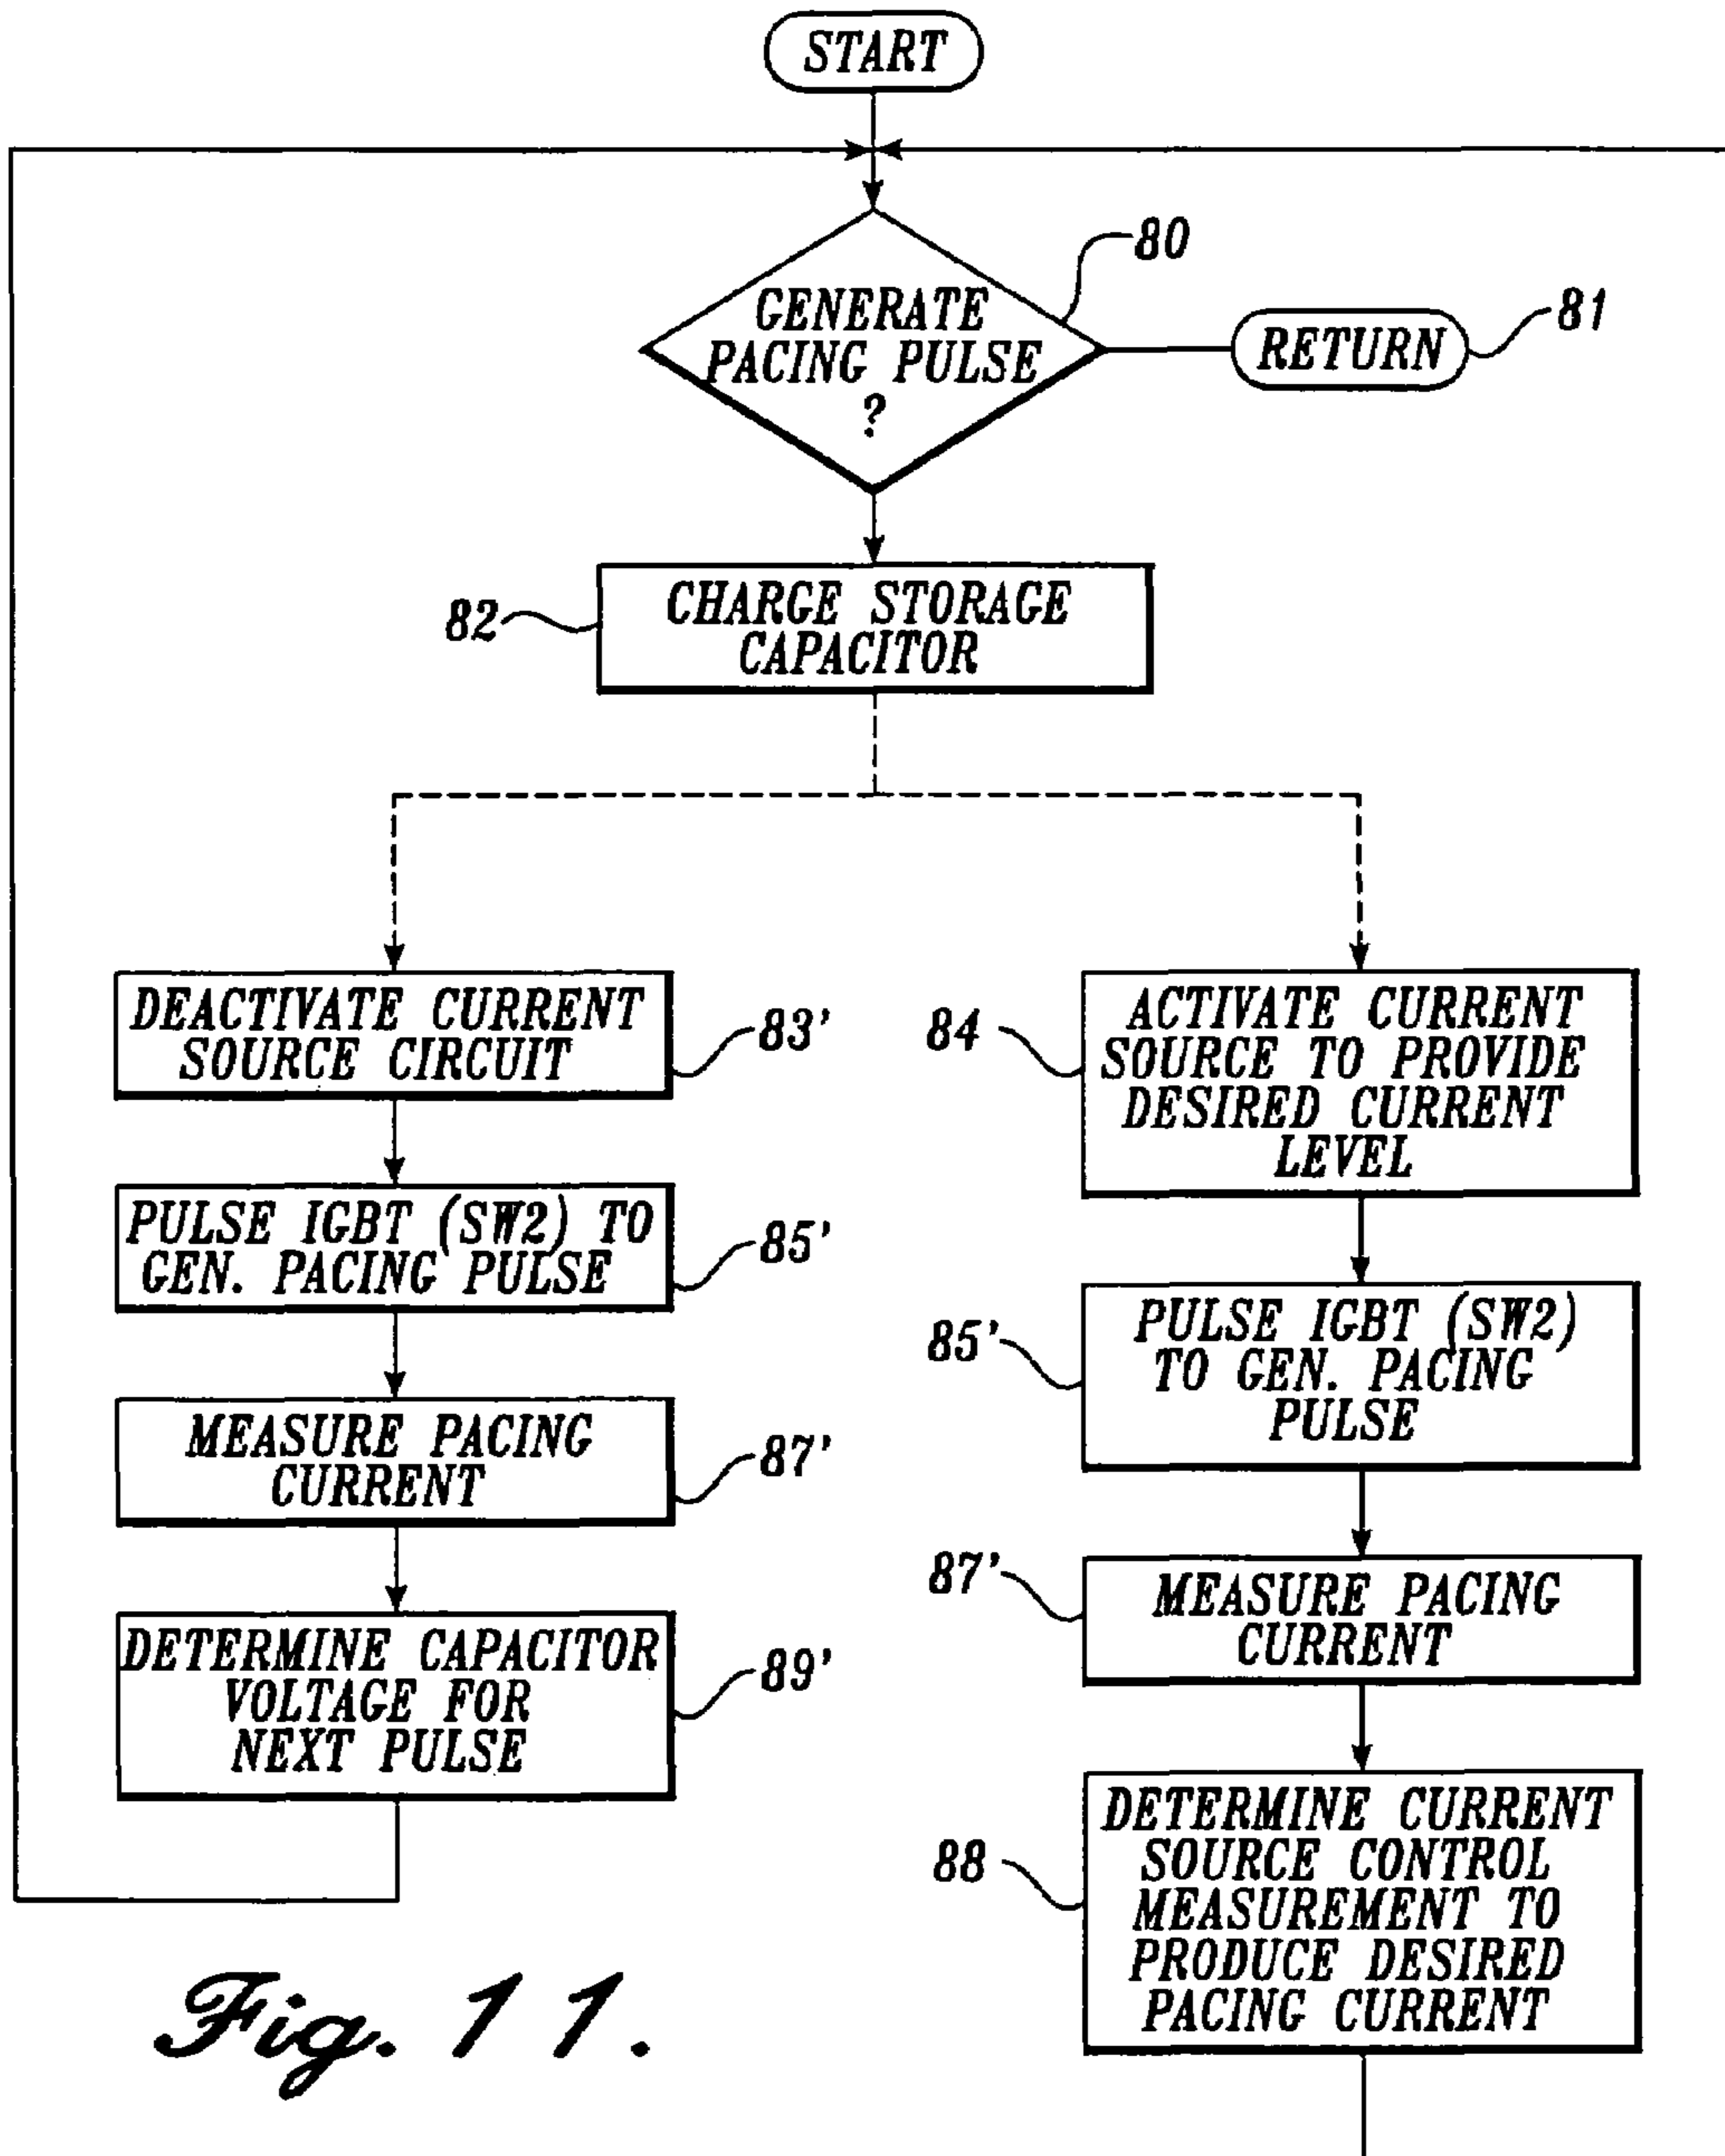 START
80
GENERATE
PACING PULSE
?
RETURN
81
82
CHARGE STORAGE
CAPACITOR
DEACTIVATE CURRENT
SOURCE CIRCUIT
83'
PULSE IGBT (SW2) TO
GEN. PACING PULSE
85'
MEASURE PACING
CURRENT
87'
DETERMINE CAPACITOR
VOLTAGE FOR
NEXT PULSE
89'
84
ACTIVATE CURRENT
SOURCE TO PROVIDE
DESIRED CURRENT
LEVEL
85'
PULSE IGBT (SW2)
TO GEN. PACING
PULSE
87'
MEASURE PACING
CURRENT
88
DETERMINE CURRENT
SOURCE CONTROL
MEASUREMENT TO
PRODUCE DESIRED
PACING CURRENT
Fig. 11.